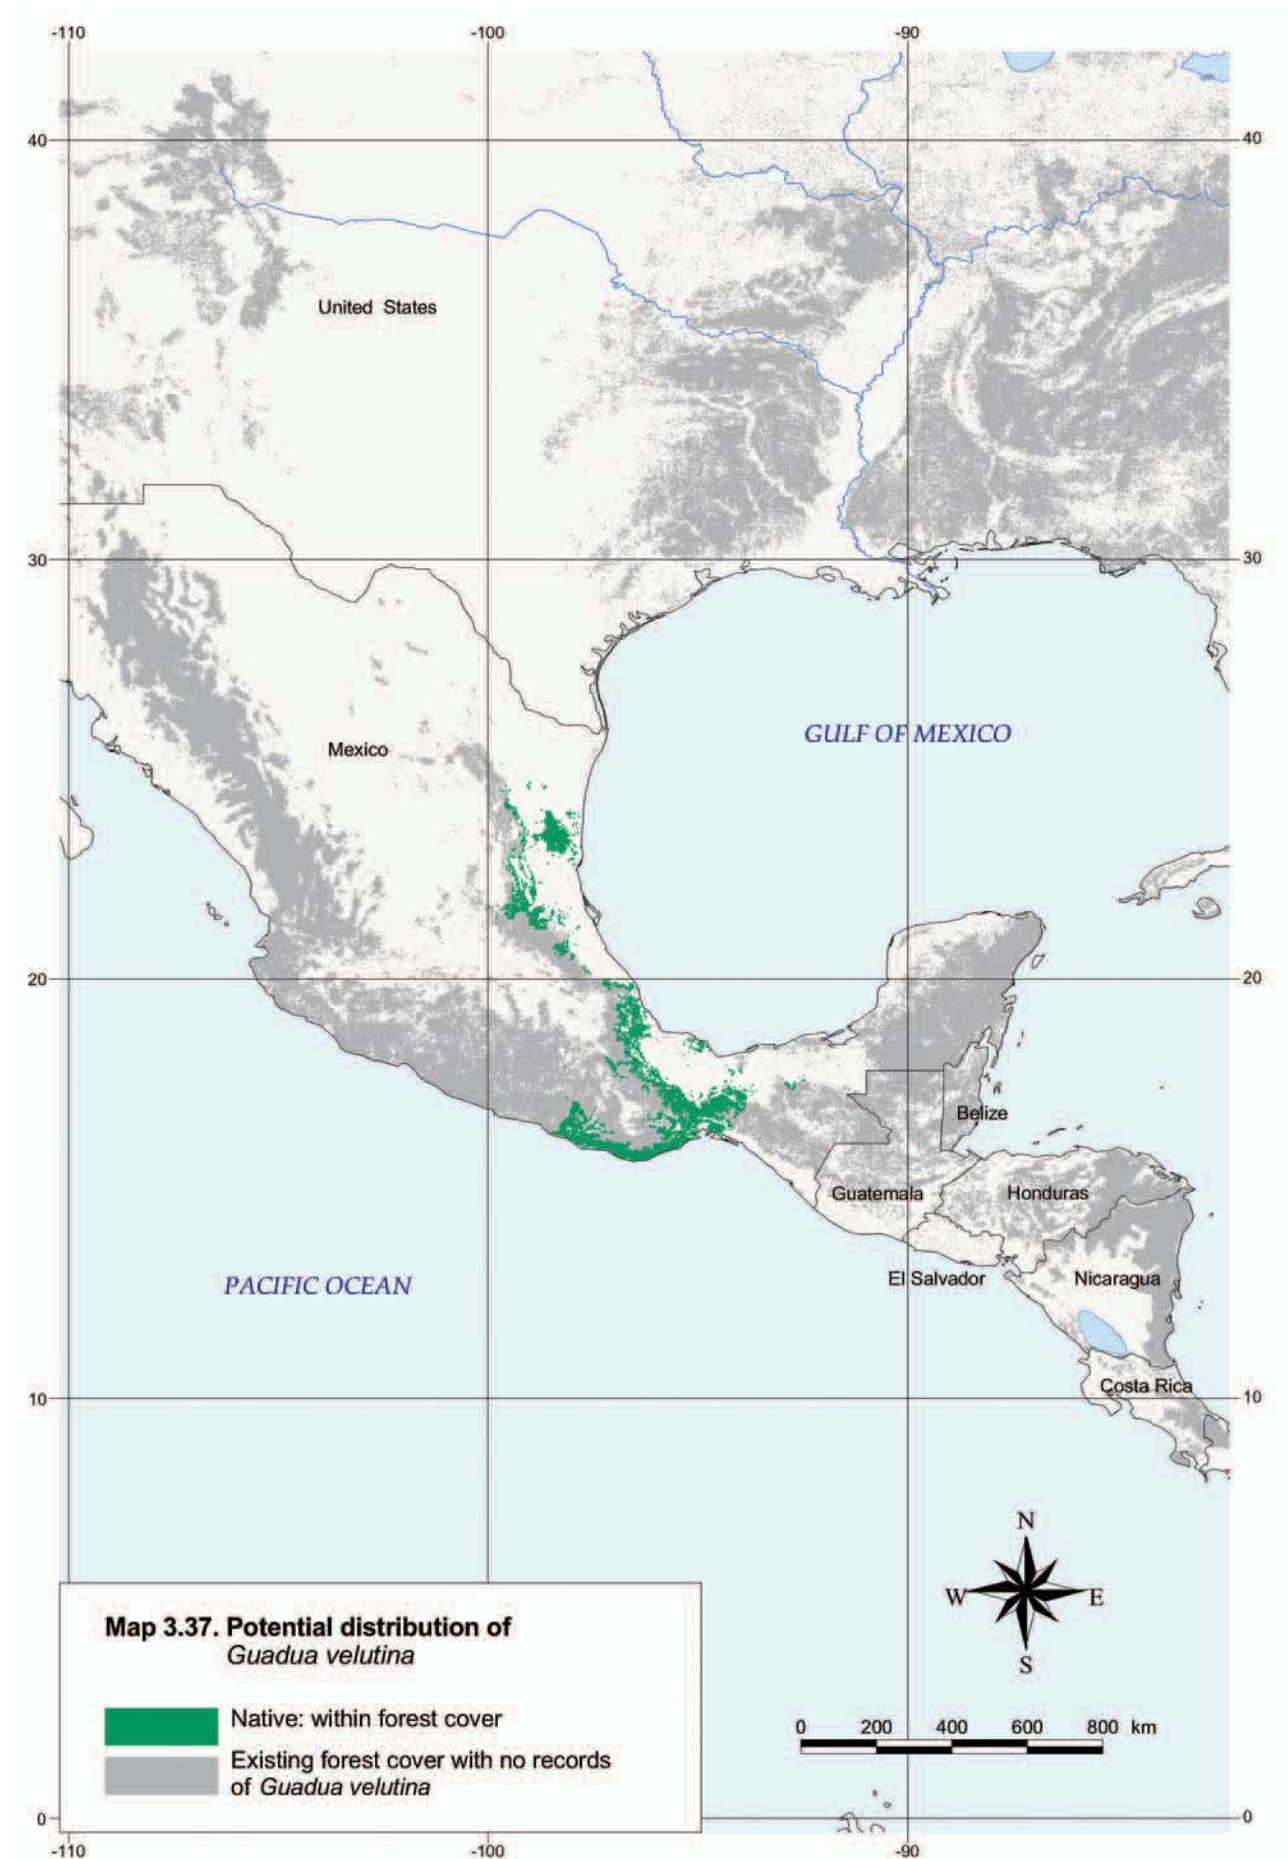 -110 -100 -90
40 40
United States
30 30
GULF OF MEXICO
Mexico
20 20
Belize
Guatemala Honduras
El Salvador Nicaragua
PACIFIC OCEAN
Costa Rica
10 10
N
W E
S
Map 3.37. Potential distribution of
Guadua velutina
Native: within forest cover
Existing forest cover with no records
of Guadua velutina
0 200 400 600 800 km
0 0
-110 -100 -90